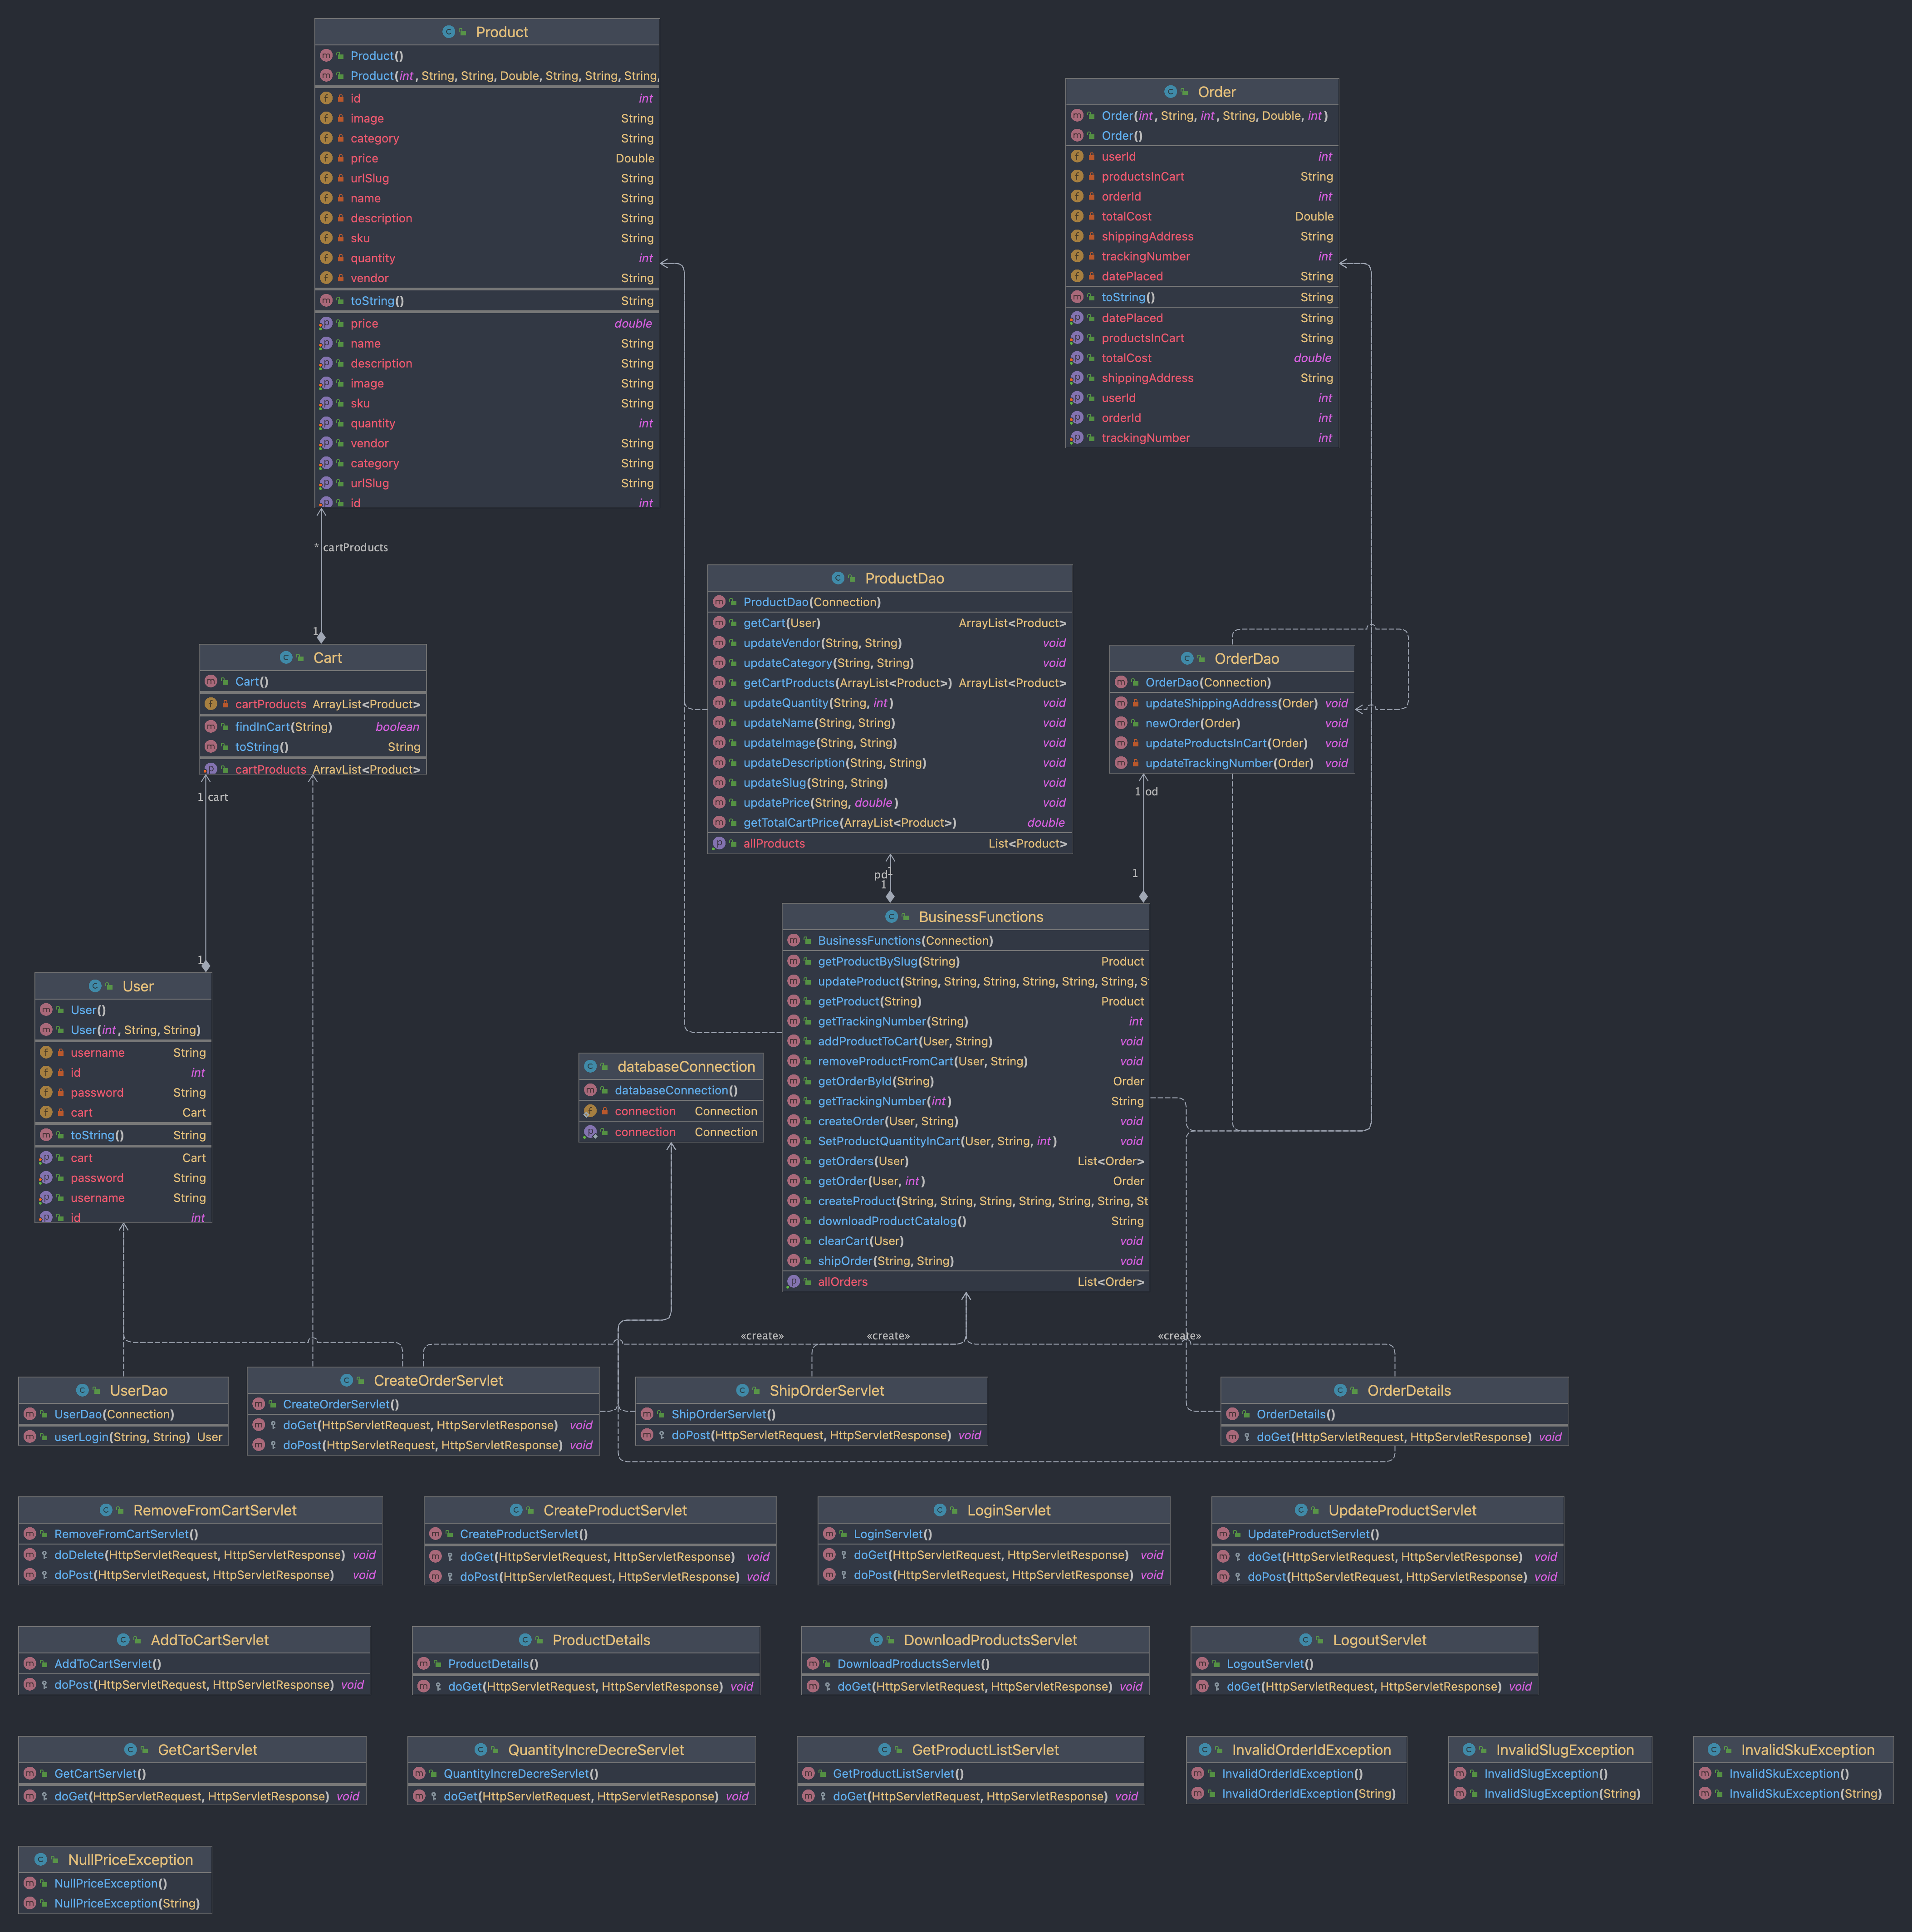 Product
Product()
Product(int, String, String, Double, String, String, String,
id int
image String
category String
price Double
urlSlug String
name String
description String
sku String
quantity int
vendor String
toString() String
price double
name String
description String
image String
sku String
quantity int
vendor String
category String
urlSlug String
id int
Order
Order(int, String, int, String, Double, int)
Order()
userId int
productsInCart String
orderId int
totalCost Double
shippingAddress String
trackingNumber int
datePlaced String
toString() String
datePlaced String
productsInCart String
totalCost double
shippingAddress String
userId int
orderId int
trackingNumber int
* cartProducts
1
Cart
Cart()
cartProducts ArrayList<Product>
findInCart(String) boolean
toString() String
cartProducts ArrayList<Product>
1 cart
1
ProductDao
ProductDao(Connection)
getCart(User) ArrayList<Product>
updateVendor(String, String) void
updateCategory(String, String) void
getCartProducts(ArrayList<Product>) ArrayList<Product>
updateQuantity(String, int) void
updateName(String, String) void
updateImage(String, String) void
updateDescription(String, String) void
updateSlug(String, String) void
updatePrice(String, double) void
getTotalCartPrice(ArrayList<Product>) double
allProducts List<Product>
pd 1
1
OrderDao
OrderDao(Connection)
updateShippingAddress(Order) void
newOrder(Order) void
updateProductsInCart(Order) void
updateTrackingNumber(Order) void
1 od
1
BusinessFunctions
BusinessFunctions(Connection)
getProductBySlug(String) Product
updateProduct(String, String, String, String, String, String, St
getProduct(String) Product
getTrackingNumber(String) int
addProductToCart(User, String) void
removeProductFromCart(User, String) void
getOrderById(String) Order
getTrackingNumber(int) String
createOrder(User, String) void
SetProductQuantityInCart(User, String, int) void
getOrders(User) List<Order>
getOrder(User, int) Order
createProduct(String, String, String, String, String, String, St
downloadProductCatalog() String
clearCart(User) void
shipOrder(String, String) void
allOrders List<Order>
User
User()
User(int, String, String)
username String
id int
password String
cart Cart
toString() String
cart Cart
password String
username String
id int
databaseConnection
databaseConnection()
connection Connection
connection Connection
«create» «create» «create»
UserDao
UserDao(Connection)
userLogin(String, String) User
CreateOrderServlet
CreateOrderServlet()
doGet(HttpServletRequest, HttpServletResponse) void
doPost(HttpServletRequest, HttpServletResponse) void
ShipOrderServlet
ShipOrderServlet()
doPost(HttpServletRequest, HttpServletResponse) void
OrderDetails
OrderDetails()
doGet(HttpServletRequest, HttpServletResponse) void
RemoveFromCartServlet
RemoveFromCartServlet()
doDelete(HttpServletRequest, HttpServletResponse) void
doPost(HttpServletRequest, HttpServletResponse) void
CreateProductServlet
CreateProductServlet()
doGet(HttpServletRequest, HttpServletResponse) void
doPost(HttpServletRequest, HttpServletResponse) void
LoginServlet
LoginServlet()
doGet(HttpServletRequest, HttpServletResponse) void
doPost(HttpServletRequest, HttpServletResponse) void
UpdateProductServlet
UpdateProductServlet()
doGet(HttpServletRequest, HttpServletResponse) void
doPost(HttpServletRequest, HttpServletResponse) void
AddToCartServlet
AddToCartServlet()
doPost(HttpServletRequest, HttpServletResponse) void
ProductDetails
ProductDetails()
doGet(HttpServletRequest, HttpServletResponse) void
DownloadProductsServlet
DownloadProductsServlet()
doGet(HttpServletRequest, HttpServletResponse) void
LogoutServlet
LogoutServlet()
doGet(HttpServletRequest, HttpServletResponse) void
GetCartServlet
GetCartServlet()
doGet(HttpServletRequest, HttpServletResponse) void
QuantityIncreDecreServlet
QuantityIncreDecreServlet()
doGet(HttpServletRequest, HttpServletResponse) void
GetProductListServlet
GetProductListServlet()
doGet(HttpServletRequest, HttpServletResponse) void
InvalidOrderIdException
InvalidOrderIdException()
InvalidOrderIdException(String)
InvalidSlugException
InvalidSlugException()
InvalidSlugException(String)
InvalidSkuException
InvalidSkuException()
InvalidSkuException(String)
NullPriceException
NullPriceException()
NullPriceException(String)